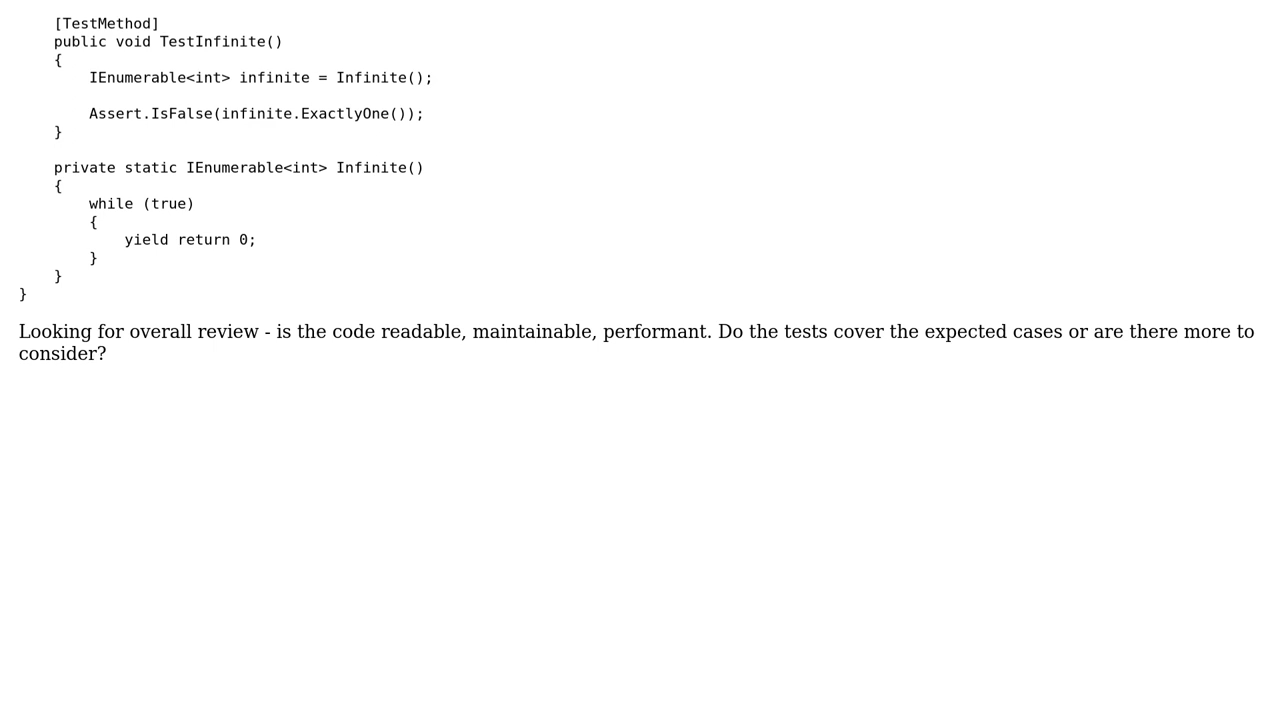 [TestMethod]
public void TestInfinite()
{
IEnumerable<int> infinite = Infinite();
Assert.IsFalse(infinite.ExactlyOne());
}
private static IEnumerable<int> Infinite()
{
while (true)
{
yield return 0;
}
}
}
Looking for overall review - is the code readable, maintainable, performant. Do the tests cover the expected cases or are there more to
consider?